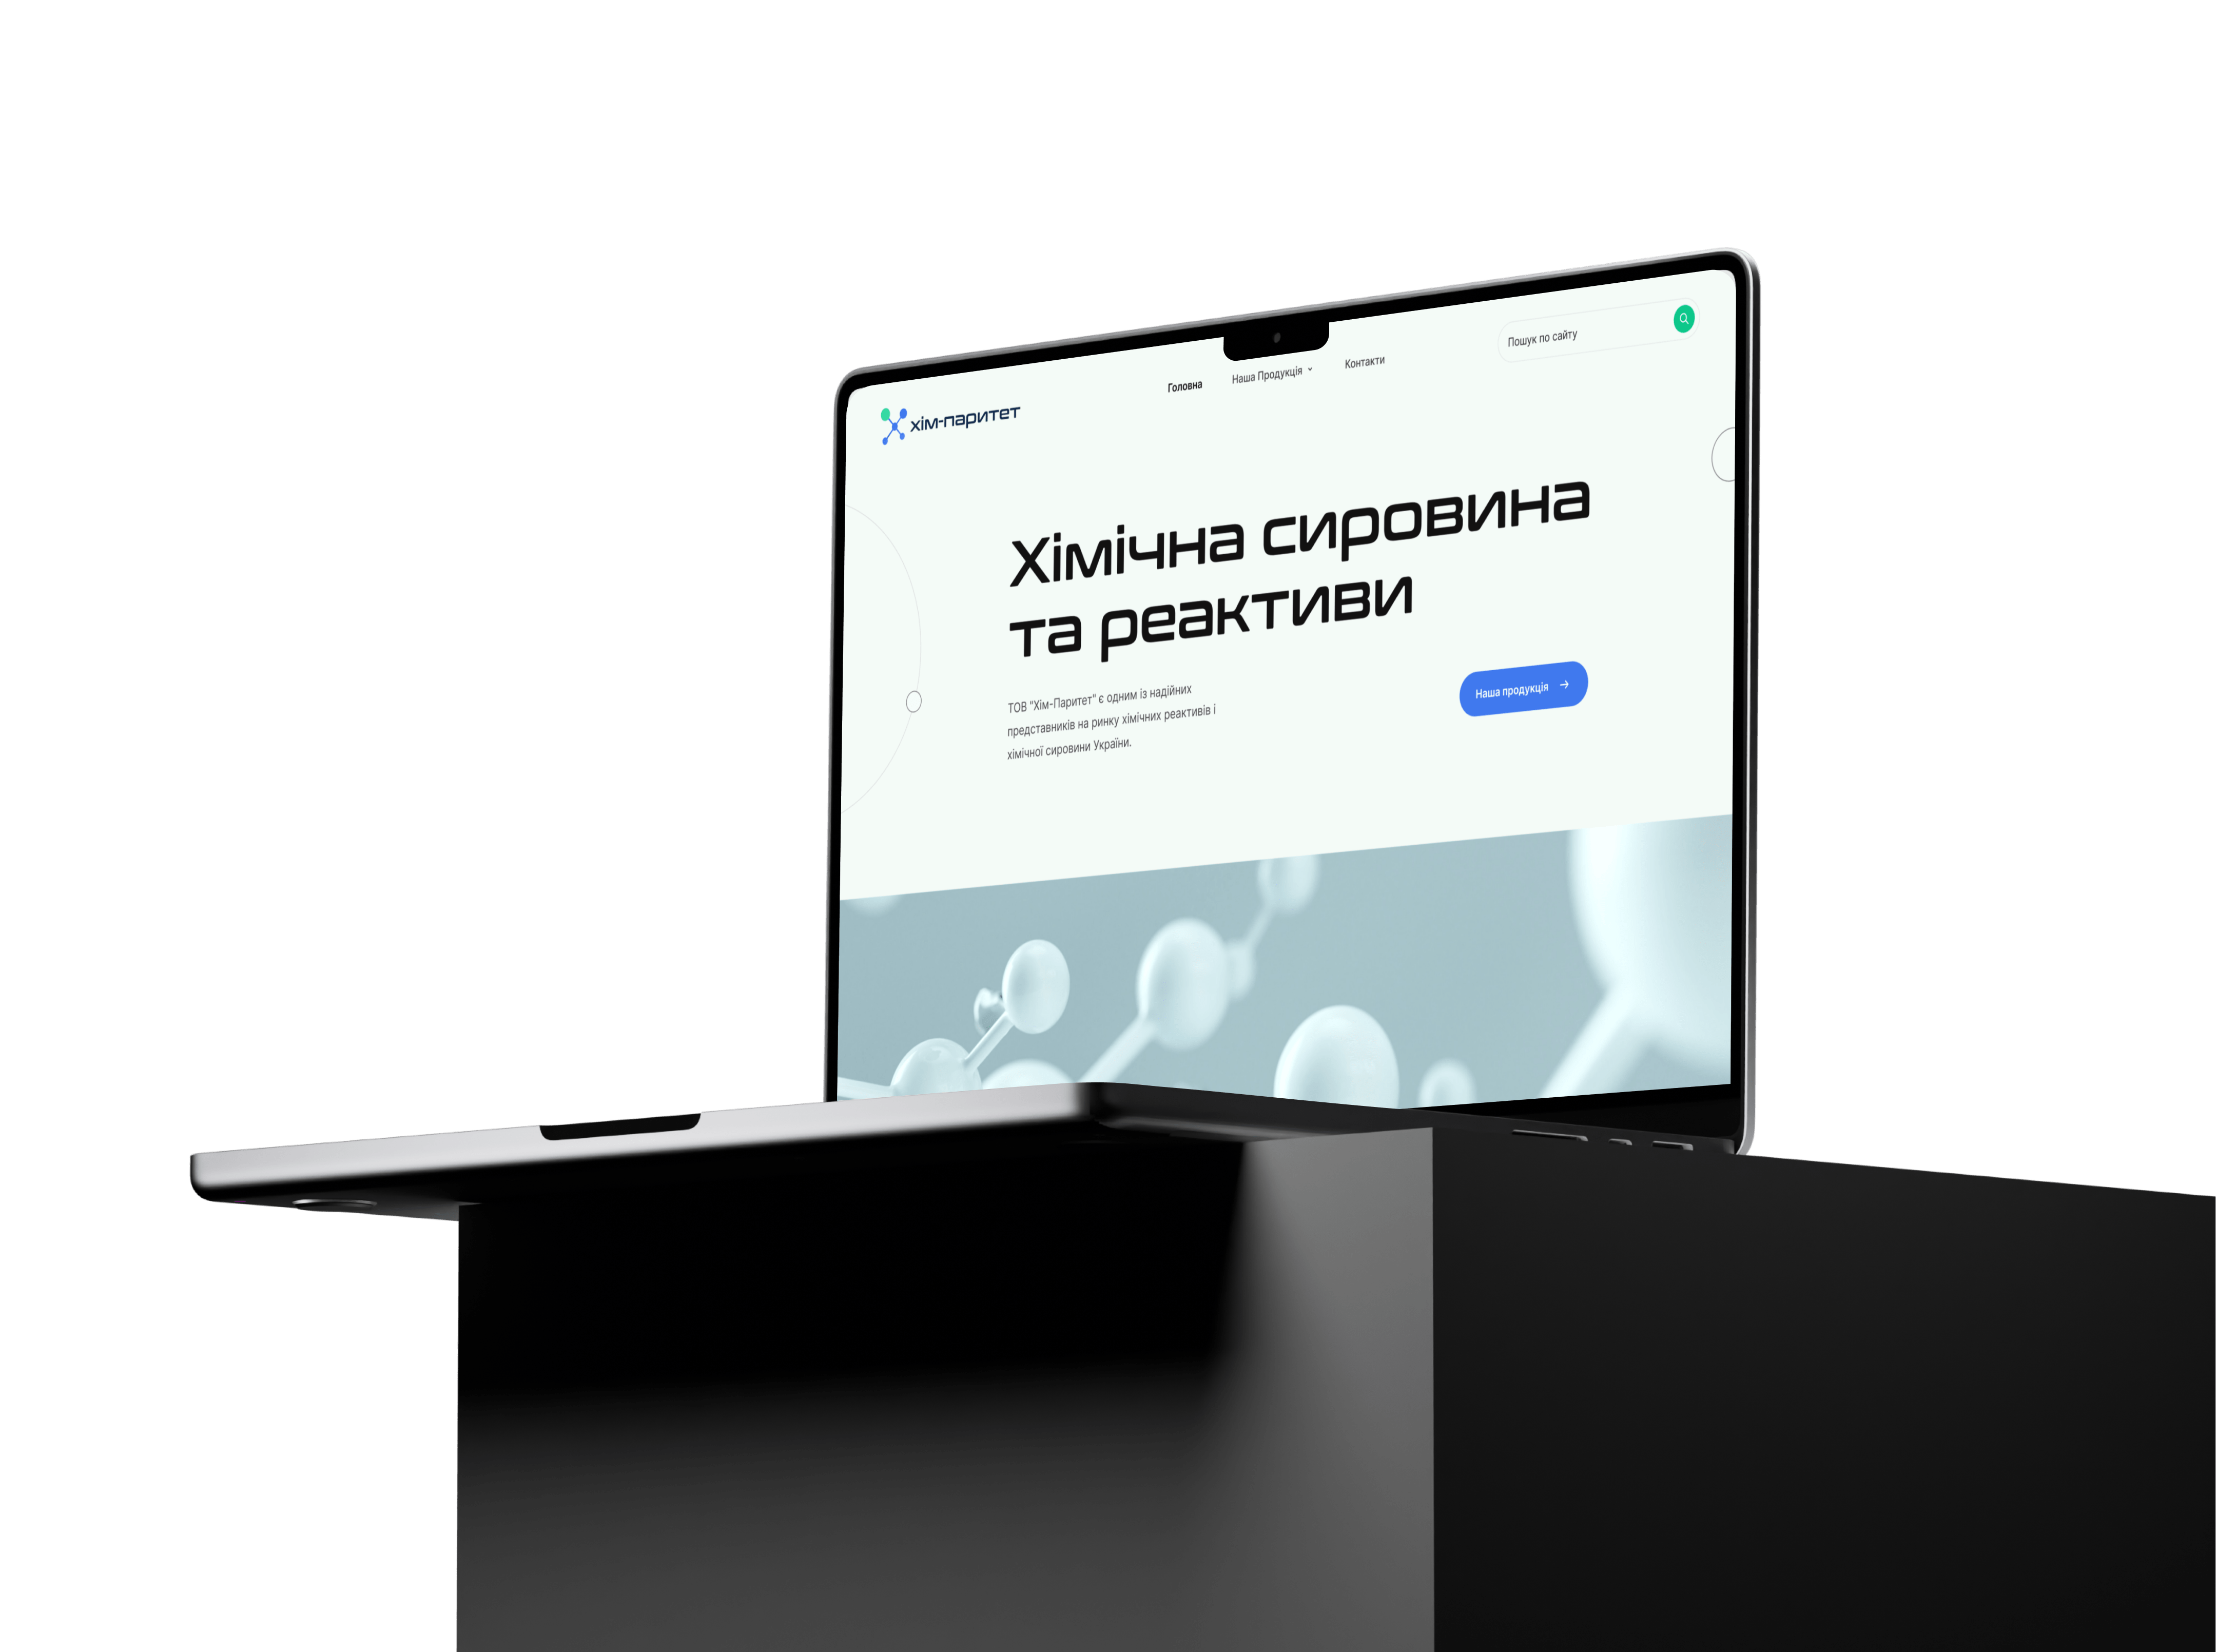 хім-паритет
Головна
Наша Продукція
Контакти
Пошук по сайту
Хімічна сировина
та реактиви
ТОВ "Хім-Паритет" є одним із надійних
представників на ринку хімічних реактивів і
хімічної сировини України.
Наша продукція